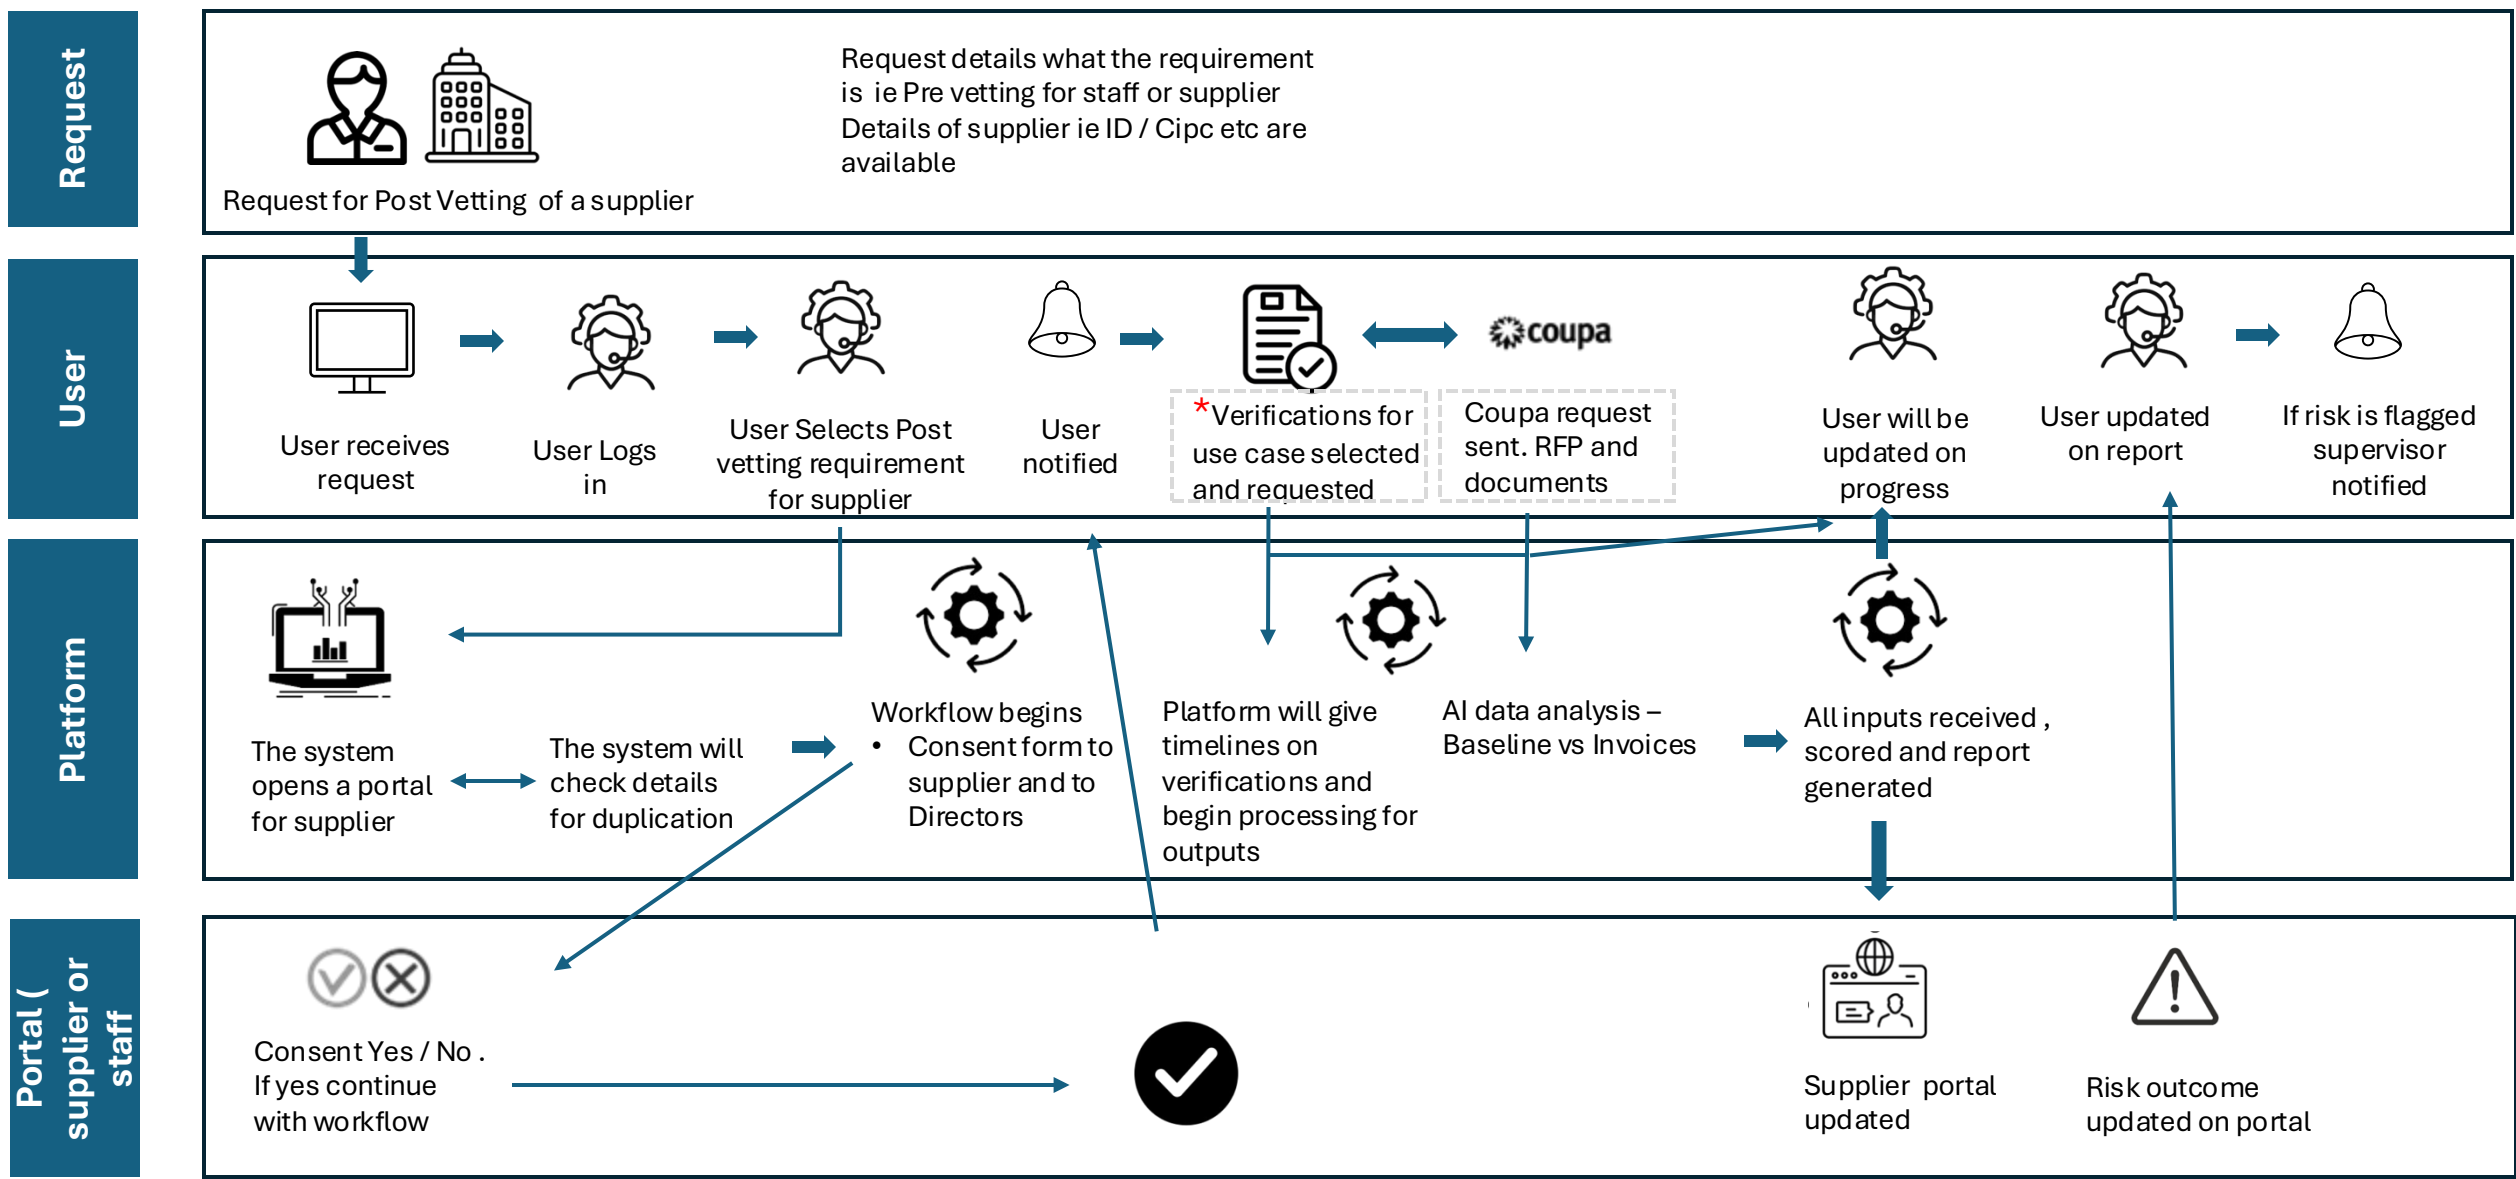 Request
Request for Post Vetting of a supplier
Request details what the requirement
is ie Pre vetting for staff or supplier
Details of supplier ie ID / Cipc etc are
available
User
User receives
request
User Logs
in
User Selects Post
vetting requirement
for supplier
User
notified
*Verifications for
use case selected
and requested
coupa
Coupa request
sent. RFP and
documents
User will be
updated on
progress
User updated
on report
If risk is flagged
supervisor
notified
Platform
The system
opens a portal
for supplier
The system will
check details
for duplication
Workflow begins
• Consent form to
supplier and to
Directors
Platform will give
timelines on
verifications and
begin processing for
outputs
AI data analysis –
Baseline vs Invoices
All inputs received ,
scored and report
generated
Portal (
supplier or
staff
Consent Yes / No .
If yes continue
with workflow
Supplier portal
updated
Risk outcome
updated on portal